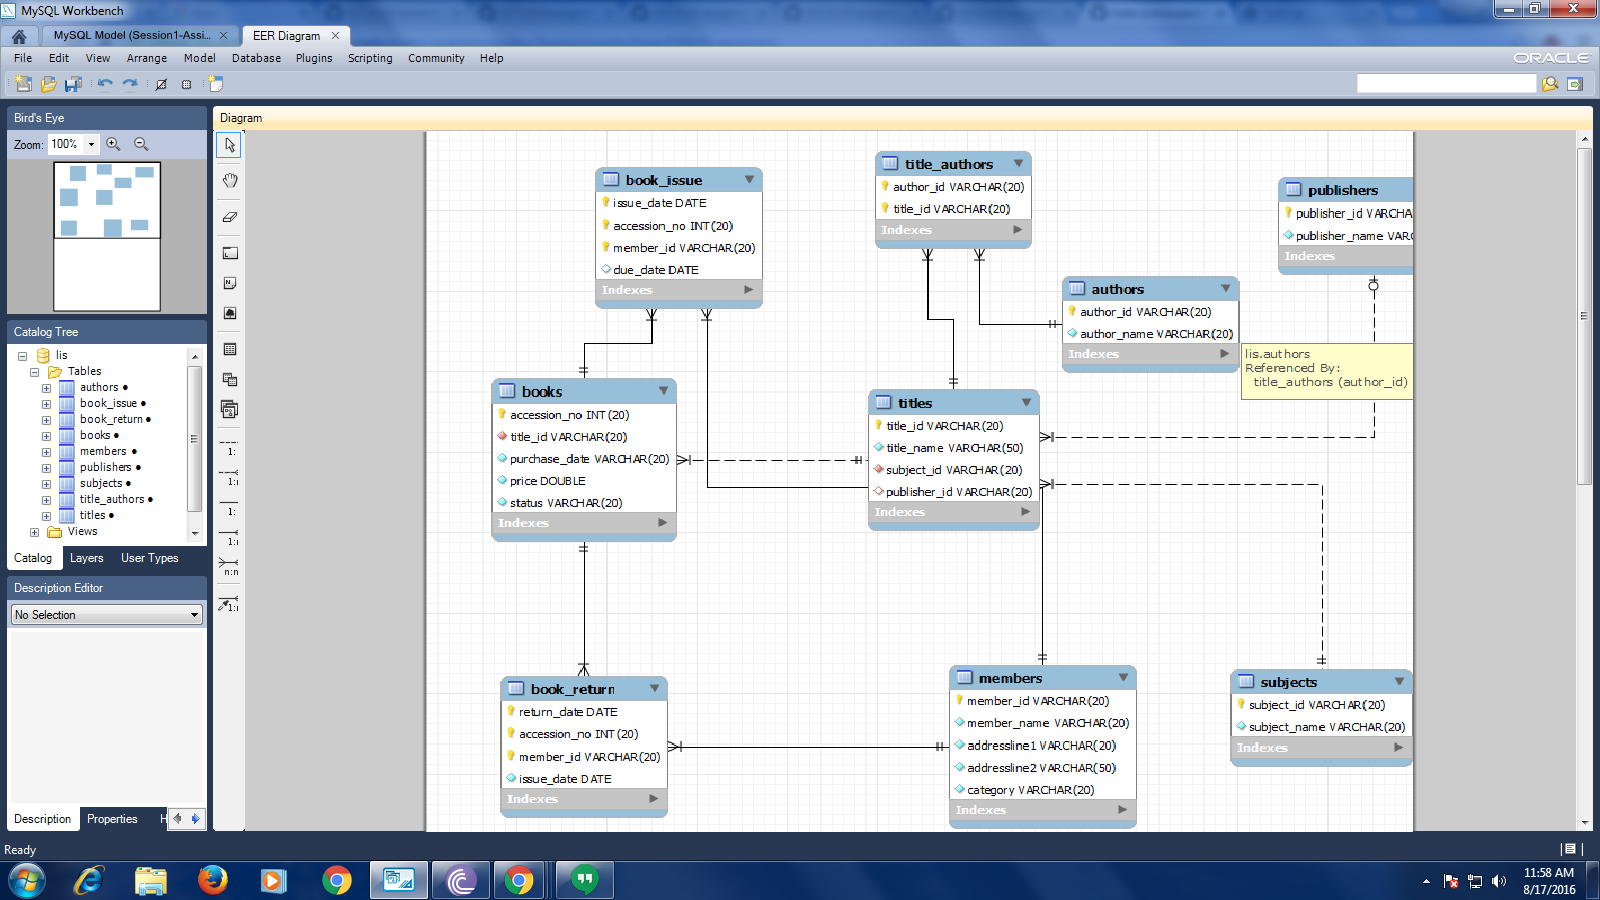 MySQL Workbench
MySQL Model (Session1-Assi...
EER Diagram
File Edit View Arrange Model Database Plugins Scripting Community Help
ORACLE
Bird's Eye
Zoom: 100%
Diagram
Catalog Tree
lis
Tables
authors
book_issue
book_return
books
members
publishers
subjects
title_authors
titles
Views
Catalog Layers User Types
Description Editor
No Selection
Description Properties H
1:
1:n
1:
1:n
n:n
1:n
book_issue
issue_date DATE
accession_no INT(20)
member_id VARCHAR(20)
due_date DATE
Indexes
title_authors
author_id VARCHAR(20)
title_id VARCHAR(20)
Indexes
publishers
publisher_id VARCHA
publisher_name VARC
Indexes
authors
author_id VARCHAR(20)
author_name VARCHAR(20)
Indexes
lis.authors
Referenced By:
title_authors (author_id)
books
accession_no INT(20)
title_id VARCHAR(20)
purchase_date VARCHAR(20)
price DOUBLE
status VARCHAR(20)
Indexes
titles
title_id VARCHAR(20)
title_name VARCHAR(50)
subject_id VARCHAR(20)
publisher_id VARCHAR(20)
Indexes
book_return
return_date DATE
accession_no INT(20)
member_id VARCHAR(20)
issue_date DATE
Indexes
members
member_id VARCHAR(20)
member_name VARCHAR(20)
addressline1 VARCHAR(20)
addressline2 VARCHAR(50)
category VARCHAR(20)
Indexes
subjects
subject_id VARCHAR(20)
subject_name VARCHAR(20)
Indexes
Ready
11:58 AM
8/17/2016